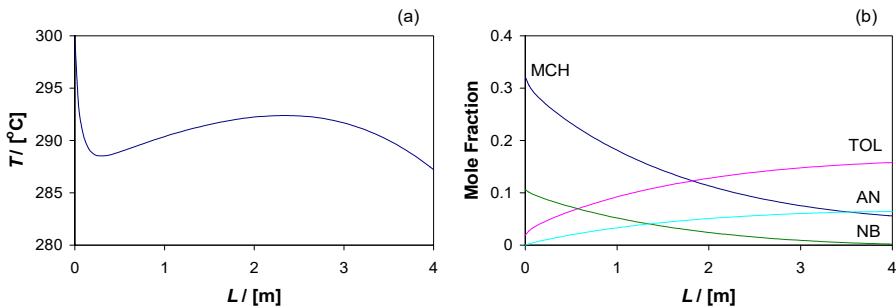 (a)
300
295
290
285
280
T / [°C]
0
1
2
3
4
L / [m]
(b)
0.4
0.3
0.2
0.1
0
Mole Fraction
MCH
TOL
AN
NB
0
1
2
3
4
L / [m]